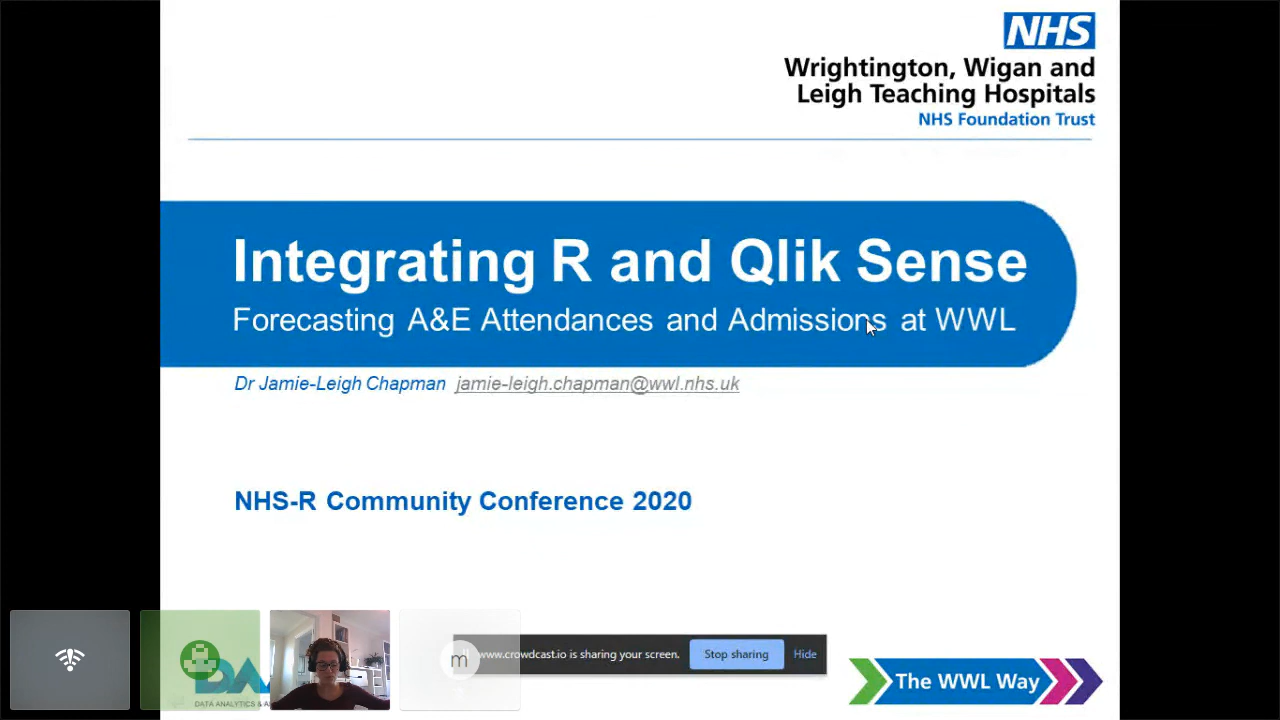 NHS
Wrightington, Wigan and
Leigh Teaching Hospitals
NHS Foundation Trust
Integrating R and Qlik Sense
Forecasting A&E Attendances and Admissions at WWL
Dr Jamie-Leigh Chapman jamie-leigh.chapman@wwl.nhs.uk
NHS-R Community Conference 2020
m
www.crowdcast.io is sharing your screen. Stop sharing Hide
The WWL Way
DATA ANALYTICS &